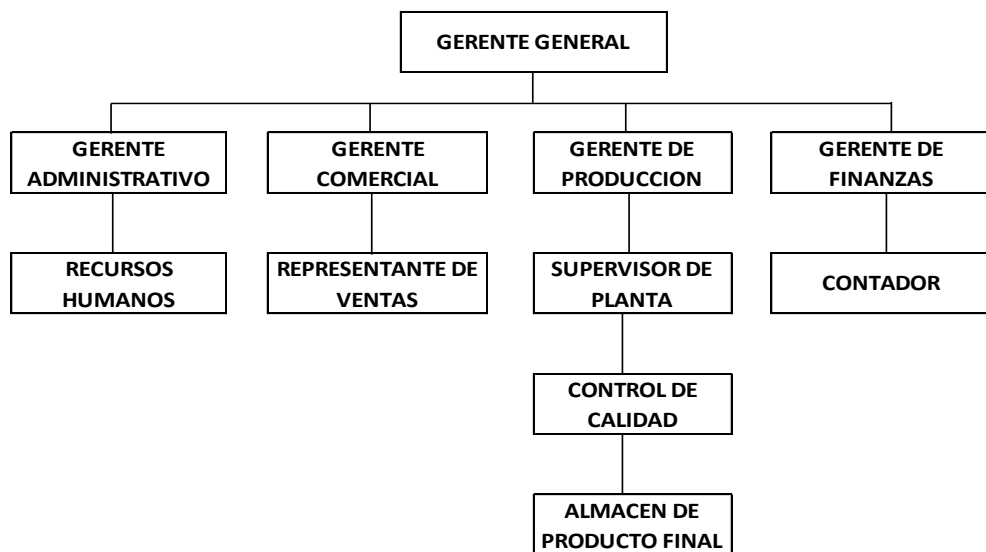 GERENTE GENERAL
GERENTE
ADMINISTRATIVO
GERENTE
COMERCIAL
GERENTE DE
PRODUCCION
GERENTE DE
FINANZAS
RECURSOS
HUMANOS
REPRESENTANTE DE
VENTAS
SUPERVISOR DE
PLANTA
CONTADOR
CONTROL DE
CALIDAD
ALMACEN DE
PRODUCTO FINAL